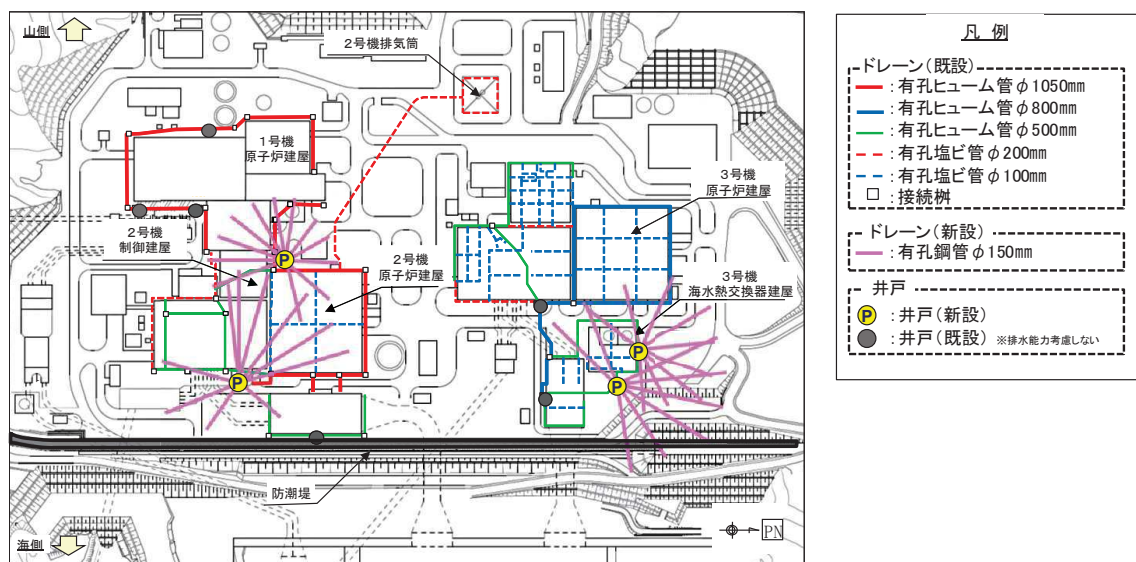 山側
2号機排気筒
1号機
原子炉建屋
3号機
原子炉建屋
2号機
制御建屋
2号機
原子炉建屋
3号機
海水熱交換器建屋
P
P
P
P
防潮堤
海側
PN
凡 例
ドレーン(既設)
:有孔ヒューム管φ1050mm
:有孔ヒューム管φ800mm
:有孔ヒューム管φ500mm
:有孔塩ビ管φ200mm
:有孔塩ビ管φ100mm
:接続桝
ドレーン(新設)
:有孔鋼管φ150mm
井戸
P :井戸(新設)
:井戸(既設) ※排水能力考慮しない